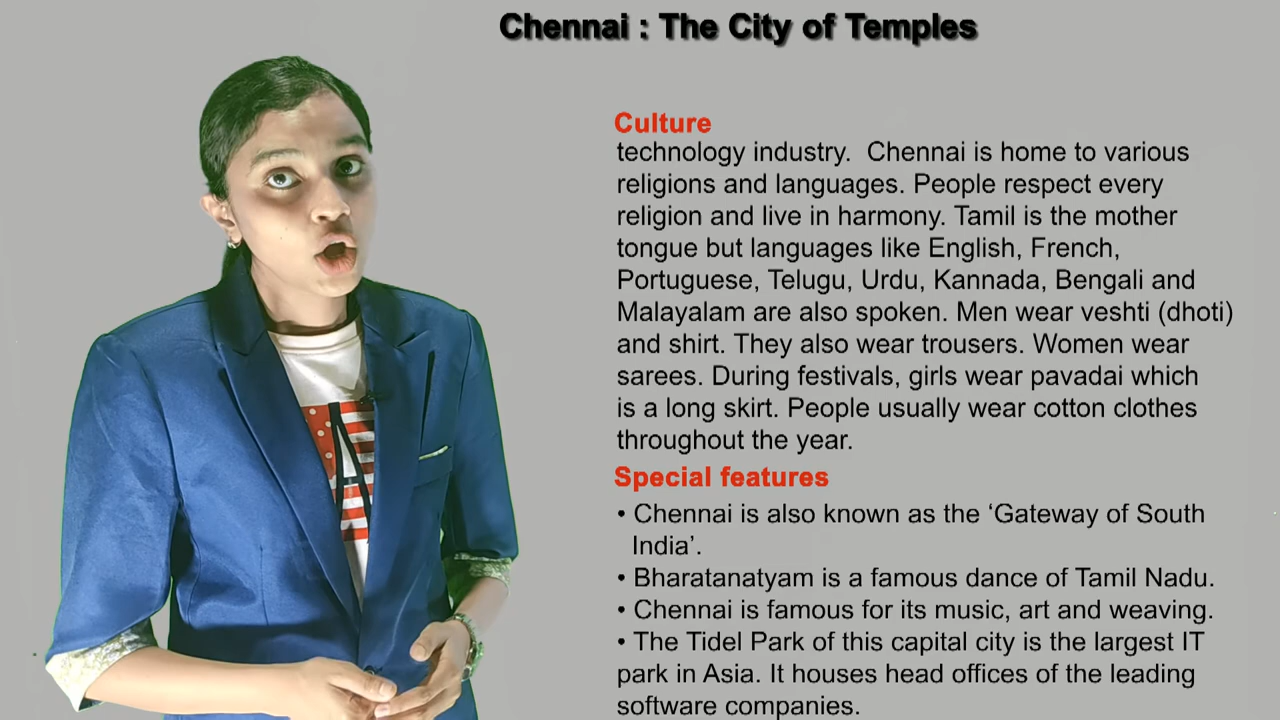 Chennai : The City of Temples
Culture
technology industry.  Chennai is home to various
religions and languages. People respect every
religion and live in harmony. Tamil is the mother
tongue but languages like English, French,
Portuguese, Telugu, Urdu, Kannada, Bengali and
Malayalam are also spoken. Men wear veshti (dhoti)
and shirt. They also wear trousers. Women wear
sarees. During festivals, girls wear pavadai which
is a long skirt. People usually wear cotton clothes
throughout the year.
Special features
• Chennai is also known as the ‘Gateway of South
India’.
• Bharatanatyam is a famous dance of Tamil Nadu.
• Chennai is famous for its music, art and weaving.
• The Tidel Park of this capital city is the largest IT
park in Asia. It houses head offices of the leading
software companies.